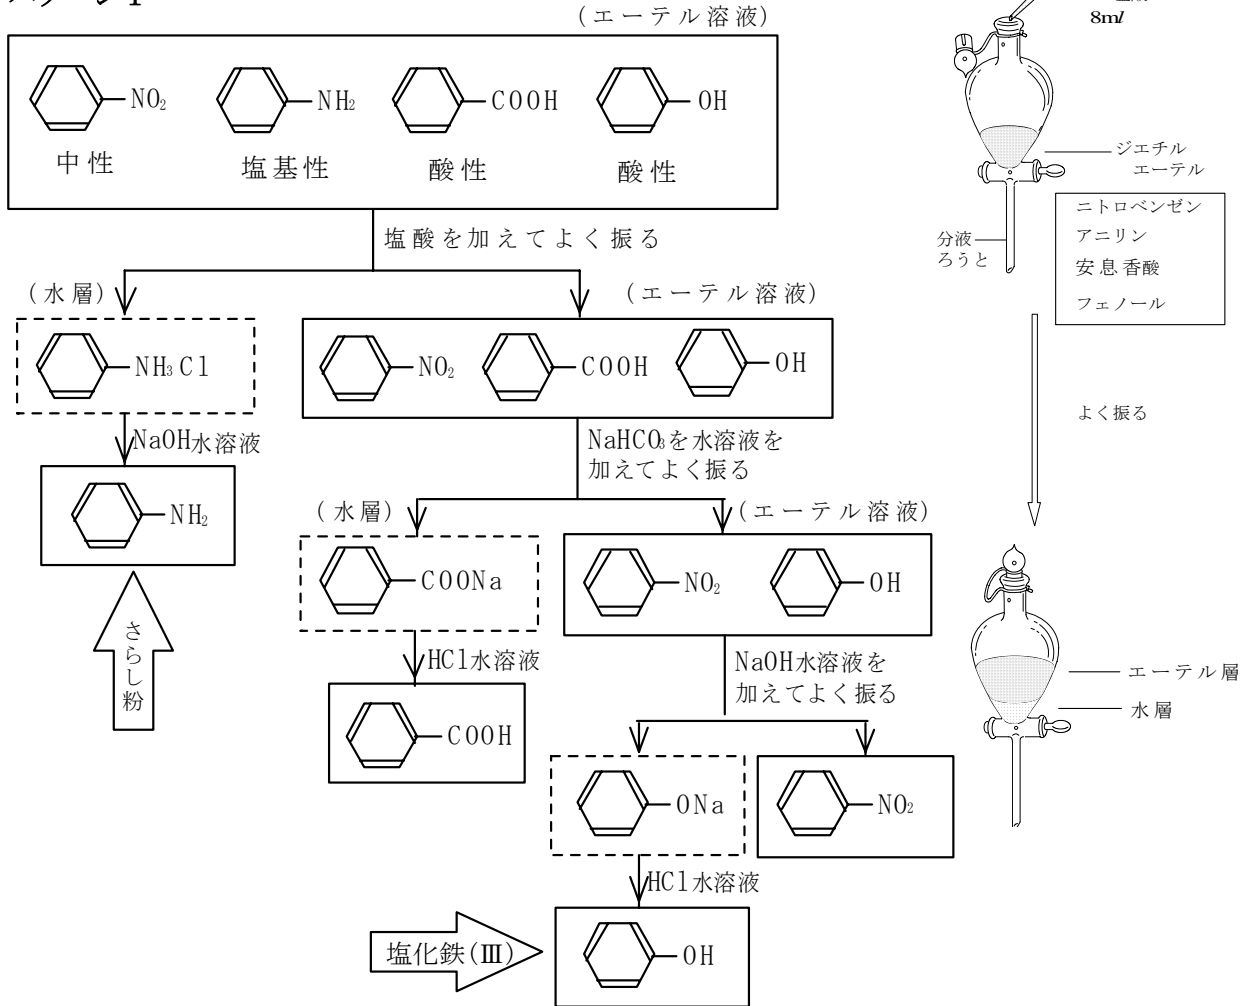 パターン1
(エーテル溶液)
NO₂
NH₂
COOH
OH
中性
塩基性
酸性
酸性
塩酸を加えてよく振る
(水層)
(エーテル溶液)
NH₃Cl
NO₂
COOH
OH
NaOH水溶液
NH₂
さらし粉
NaHCO₃を水溶液を
加えてよく振る
(水層)
(エーテル溶液)
COONa
NO₂
OH
HCl水溶液
COOH
NaOH水溶液を
加えてよく振る
ONa
NO₂
HCl水溶液
塩化鉄(Ⅲ)
OH
8ml
ジエチル
エーテル
分液
ろうと
ニトロベンゼン
アニリン
安息香酸
フェノール
よく振る
エーテル層
水層